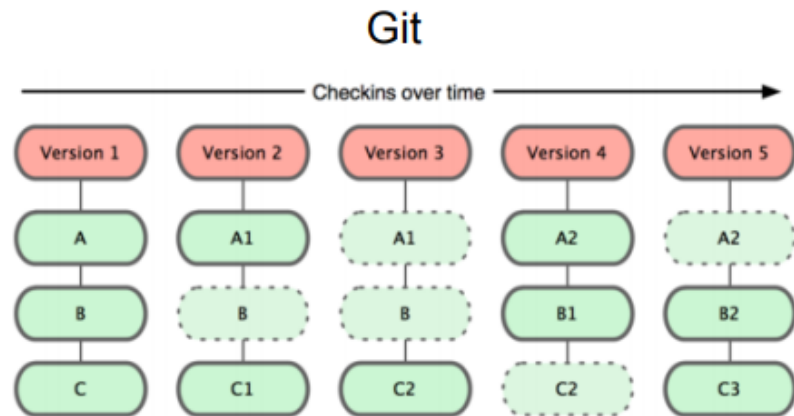 Git
Checkins over time
Version 1 Version 2 Version 3 Version 4 Version 5
A A1 A1 A2 A2
B B B B1 B2
C C1 C2 C2 C3